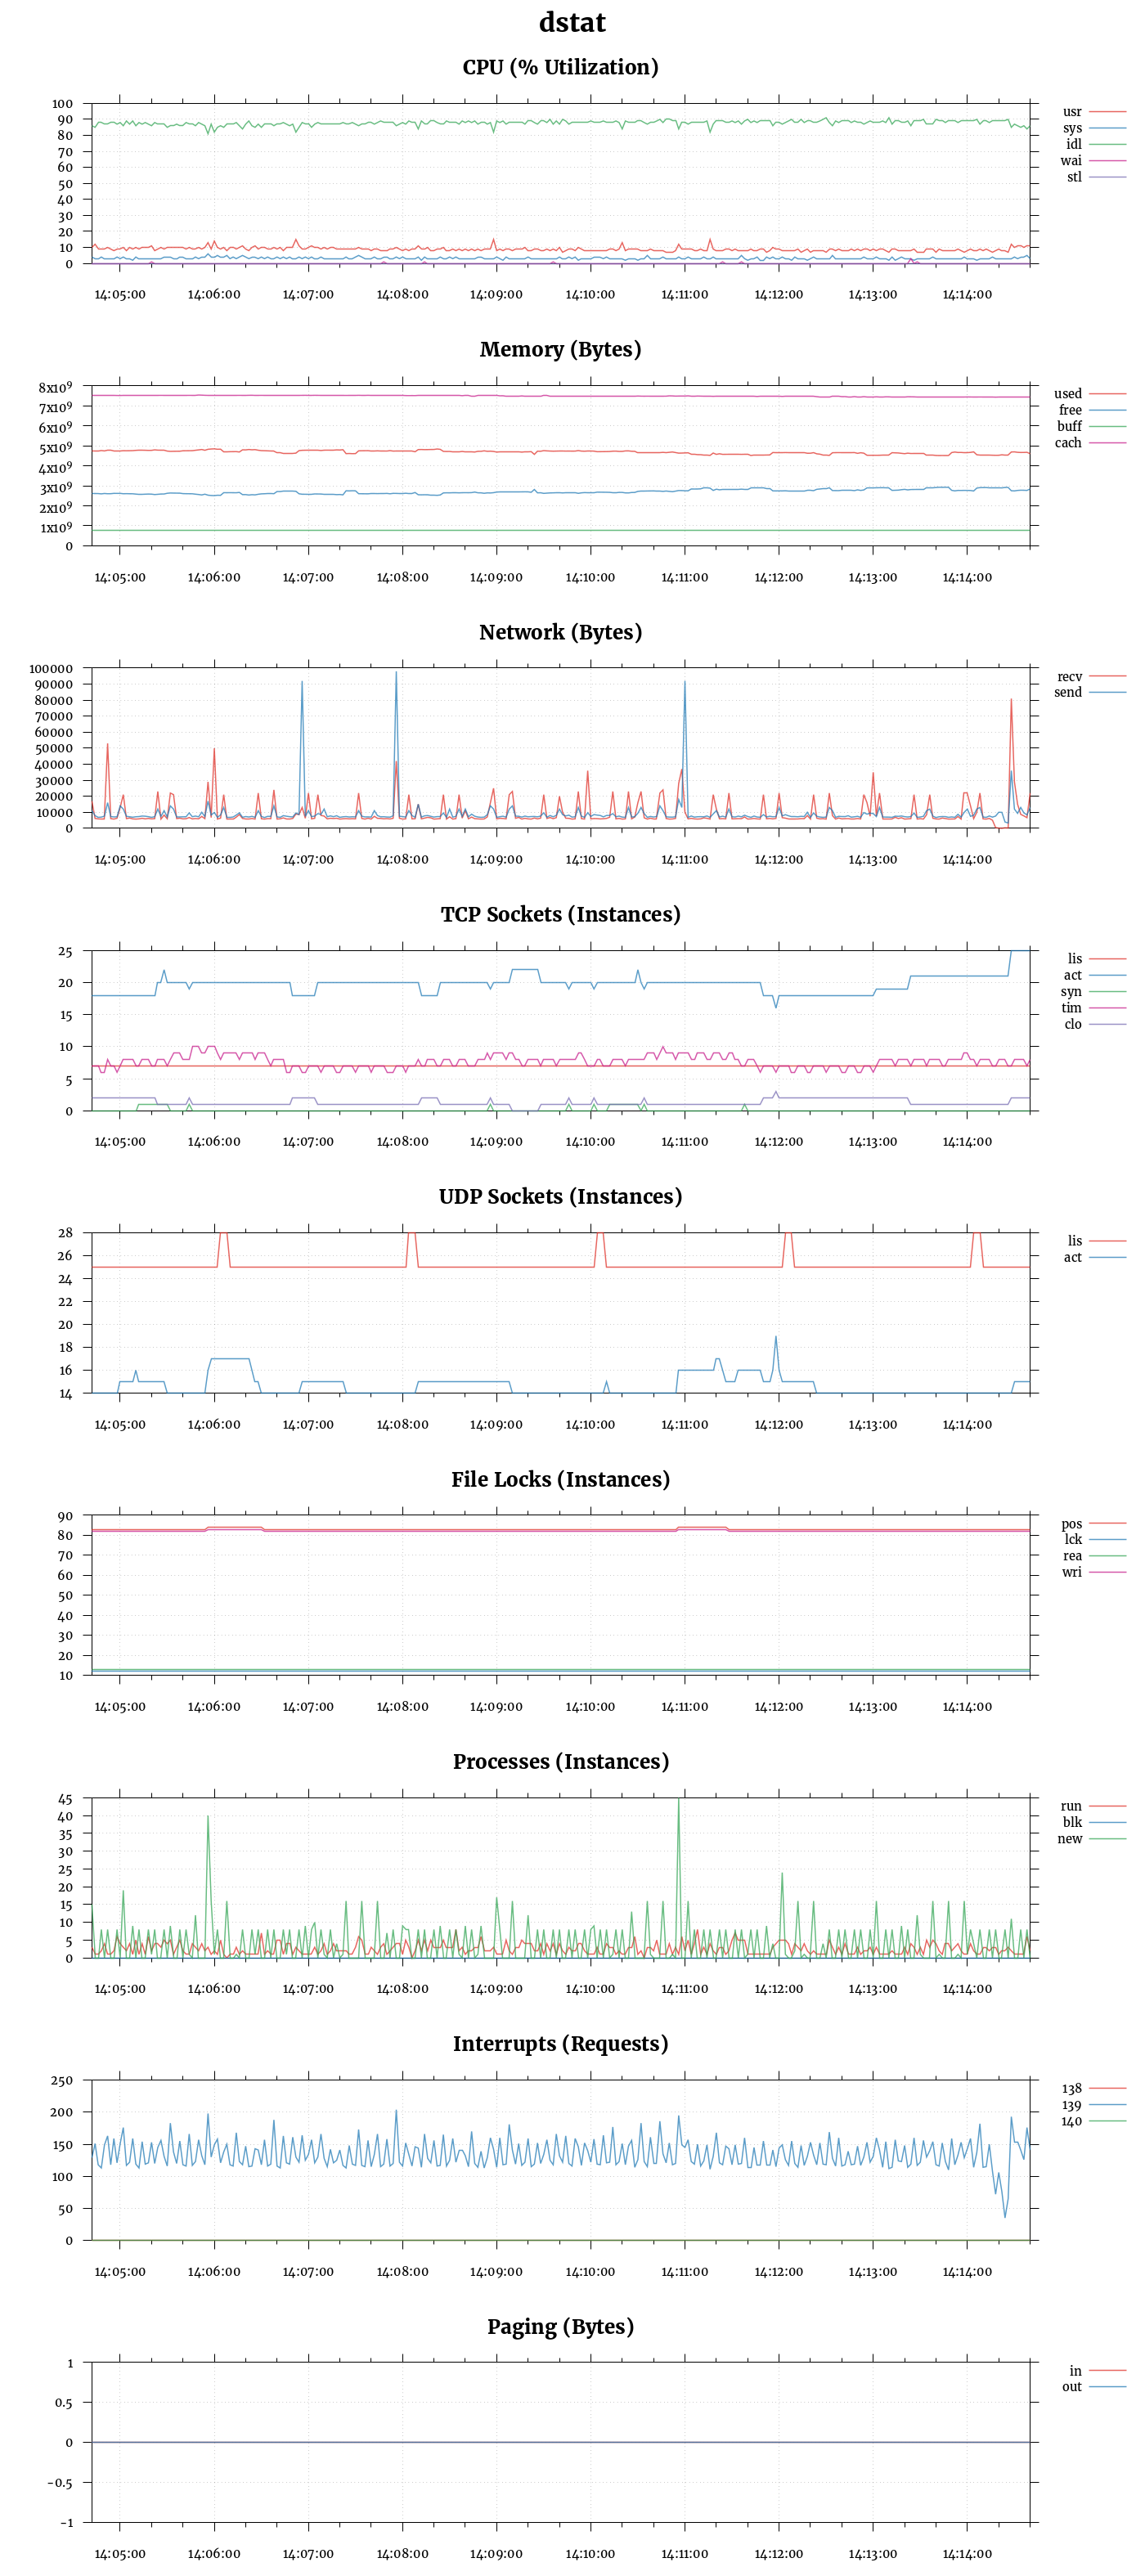 dstat
CPU (% Utilization)
100
90
80
70
60
50
40
30
20
10
0
14:05:00 14:06:00 14:07:00 14:08:00 14:09:00 14:10:00 14:11:00 14:12:00 14:13:00 14:14:00
usr
sys
idl
wai
stl
Memory (Bytes)
8x10⁹
7x10⁹
6x10⁹
5x10⁹
4x10⁹
3x10⁹
2x10⁹
1x10⁹
0
14:05:00 14:06:00 14:07:00 14:08:00 14:09:00 14:10:00 14:11:00 14:12:00 14:13:00 14:14:00
used
free
buff
cach
Network (Bytes)
100000
90000
80000
70000
60000
50000
40000
30000
20000
10000
0
14:05:00 14:06:00 14:07:00 14:08:00 14:09:00 14:10:00 14:11:00 14:12:00 14:13:00 14:14:00
recv
send
TCP Sockets (Instances)
25
20
15
10
5
0
14:05:00 14:06:00 14:07:00 14:08:00 14:09:00 14:10:00 14:11:00 14:12:00 14:13:00 14:14:00
lis
act
syn
tim
clo
UDP Sockets (Instances)
28
26
24
22
20
18
16
14
14:05:00 14:06:00 14:07:00 14:08:00 14:09:00 14:10:00 14:11:00 14:12:00 14:13:00 14:14:00
lis
act
File Locks (Instances)
90
80
70
60
50
40
30
20
10
14:05:00 14:06:00 14:07:00 14:08:00 14:09:00 14:10:00 14:11:00 14:12:00 14:13:00 14:14:00
pos
lck
rea
wri
Processes (Instances)
45
40
35
30
25
20
15
10
5
0
14:05:00 14:06:00 14:07:00 14:08:00 14:09:00 14:10:00 14:11:00 14:12:00 14:13:00 14:14:00
run
blk
new
Interrupts (Requests)
250
200
150
100
50
0
14:05:00 14:06:00 14:07:00 14:08:00 14:09:00 14:10:00 14:11:00 14:12:00 14:13:00 14:14:00
138
139
140
Paging (Bytes)
1
0.5
0
-0.5
-1
14:05:00 14:06:00 14:07:00 14:08:00 14:09:00 14:10:00 14:11:00 14:12:00 14:13:00 14:14:00
in
out